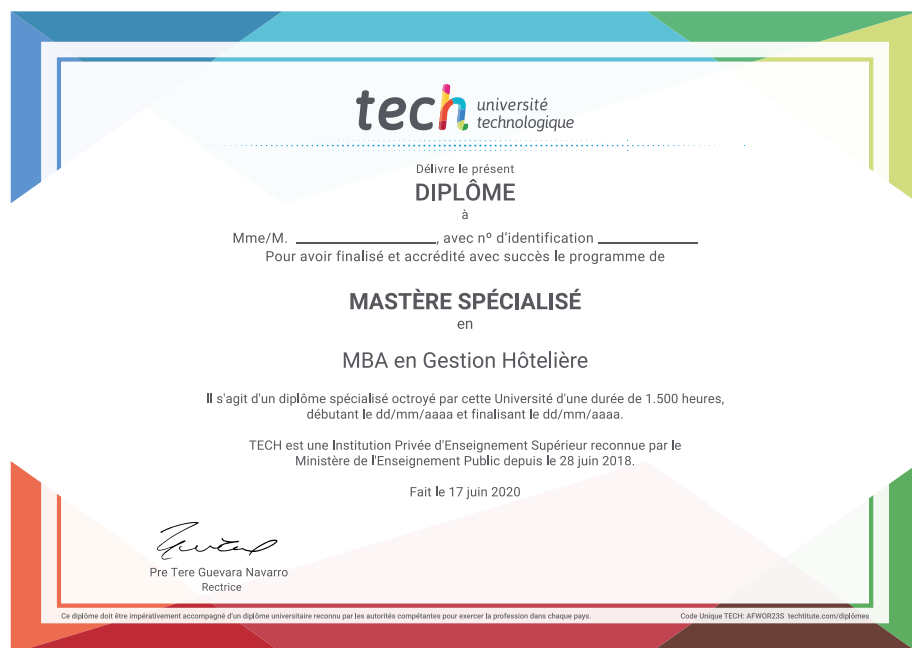 tech université
technologique
Délivre le présent
DIPLÔME
à
Mme/M. ____________, avec nº d'identification ____________
Pour avoir finalisé et accrédité avec succès le programme de
MASTÈRE SPÉCIALISÉ
en
MBA en Gestion Hôtelière
Il s'agit d'un diplôme spécialisé octroyé par cette Université d'une durée de 1.500 heures,
débutant le dd/mm/aaaa et finalisant le dd/mm/aaaa.
TECH est une Institution Privée d'Enseignement Supérieur reconnue par le
Ministère de l'Enseignement Public depuis le 28 juin 2018.
Fait le 17 juin 2020
Pre Tere Guevara Navarro
Rectrice
Ce diplôme doit être impérativement accompagné d'un diplôme universitaire reconnu par les autorités compétentes pour exercer la profession dans chaque pays. Code Unique TECH: AFWOR23S techtitute.com/diplômes